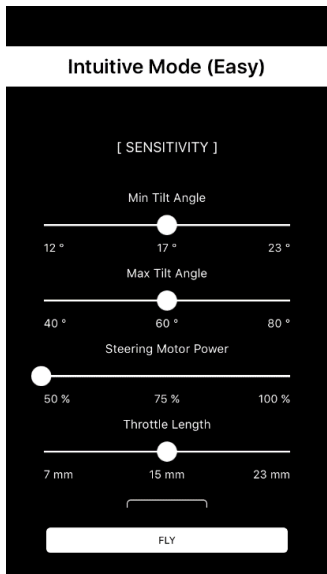 Intuitive Mode (Easy)
[ SENSITIVITY ]
Min Tilt Angle
12 ° 17 ° 23 °
Max Tilt Angle
40 ° 60 ° 80 °
Steering Motor Power
50 % 75 % 100 %
Throttle Length
7 mm 15 mm 23 mm
FLY